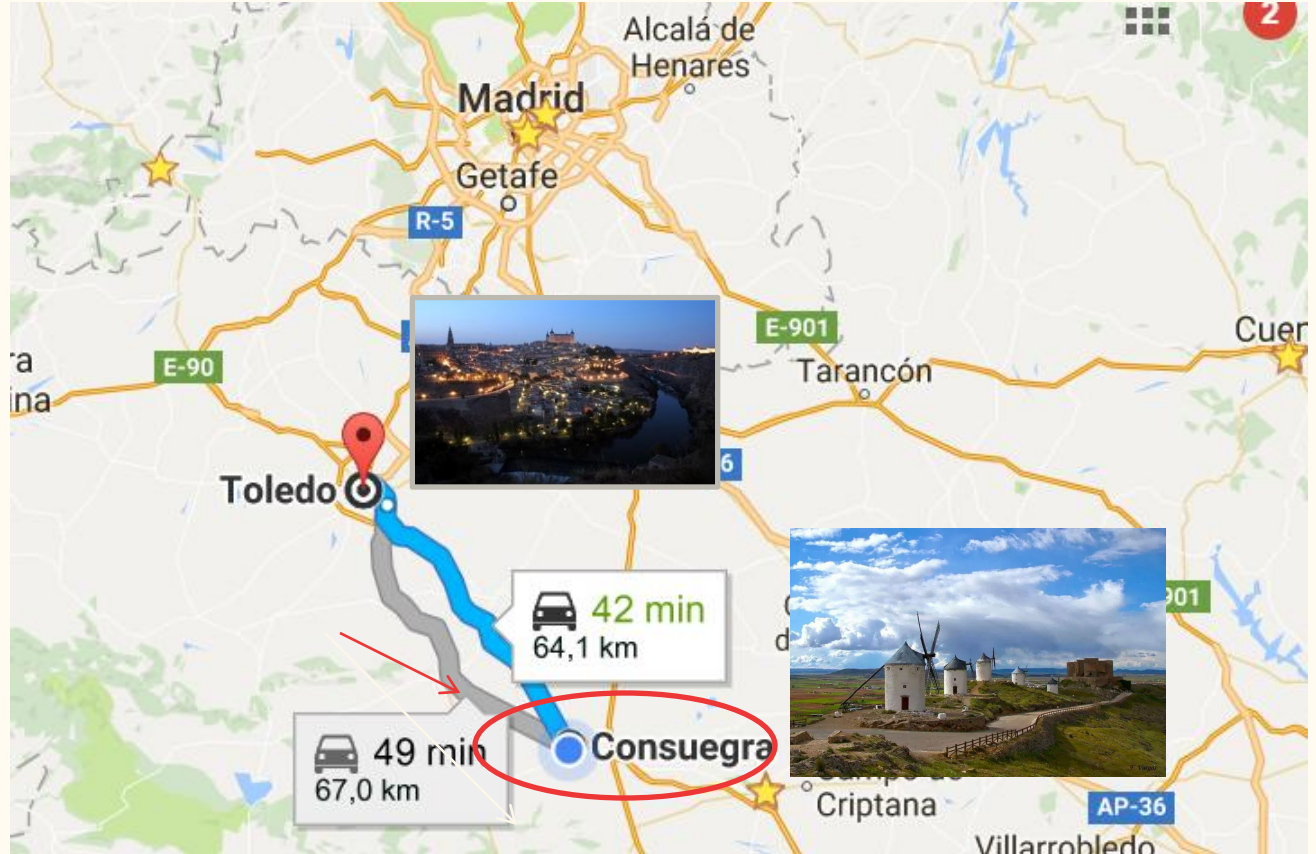 2
Alcalá de
Henares
Madrid
Getafe
R-5
E-901
Cuer
ra
ina
E-90
Tarancón
6
Toledo
42 min
64,1 km
901
d
Consuegra
49 min
67,0 km
Criptana
AP-36
Villarrobledo